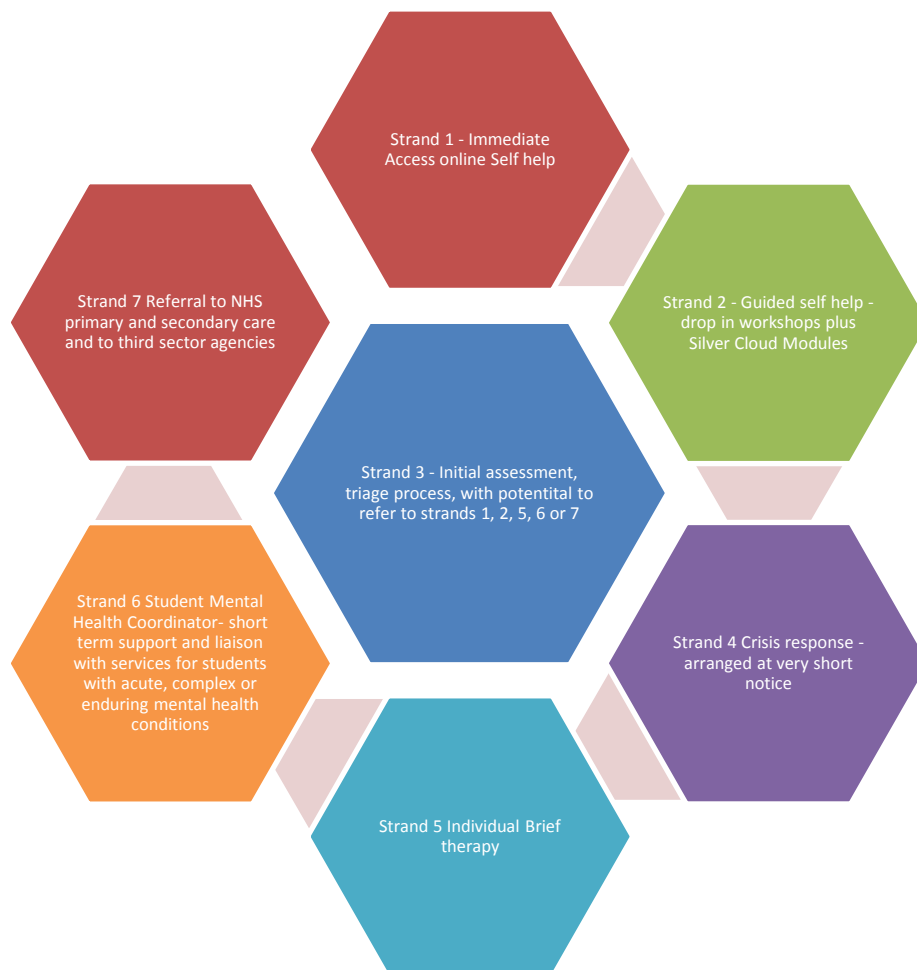 Strand 1 - Immediate
Access online Self help
Strand 7 Referral to NHS
primary and secondary care
and to third sector agencies
Strand 2 - Guided self help -
drop in workshops plus
Silver Cloud Modules
Strand 3 - Initial assessment,
triage process, with potentital to
refer to strands 1, 2, 5, 6 or 7
Strand 6 Student Mental
Health Coordinator- short
term support and liaison
with services for students
with acute, complex or
enduring mental health
conditions
Strand 4 Crisis response -
arranged at very short
notice
Strand 5 Individual Brief
therapy